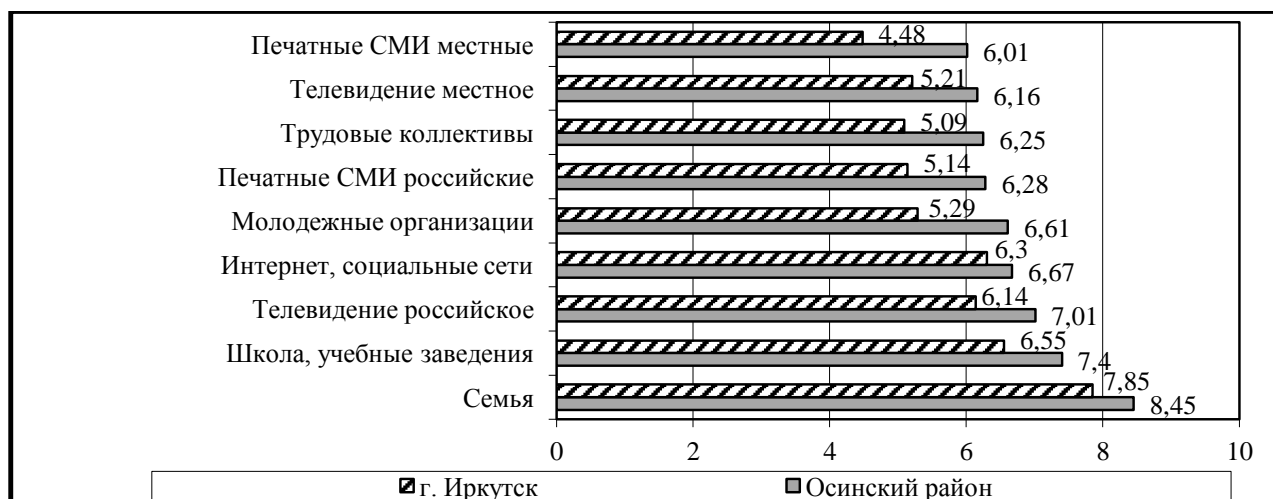 Печатные СМИ местные
4,48
6,01
Телевидение местное
5,21
6,16
Трудовые коллективы
5,09
6,25
Печатные СМИ российские
5,14
6,28
Молодежные организации
5,29
6,61
Интернет, социальные сети
6,3
6,67
Телевидение российское
6,14
7,01
Школа, учебные заведения
6,55
7,4
Семья
7,85
8,45
0 2 4 6 8 10
г. Иркутск Осинский район